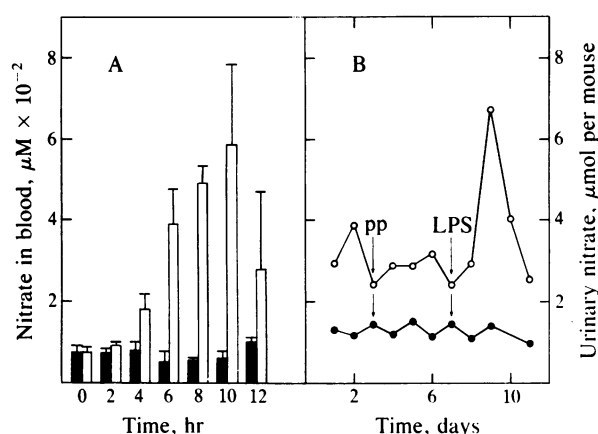 Nitrate in blood, μM × 10⁻²
8
6
4
2
A
0 2 4 6 8 10 12
Time, hr
B
pp
LPS
2 6 10
Time, days
8
6
4
2
Urinary nitrate, μmol per mouse